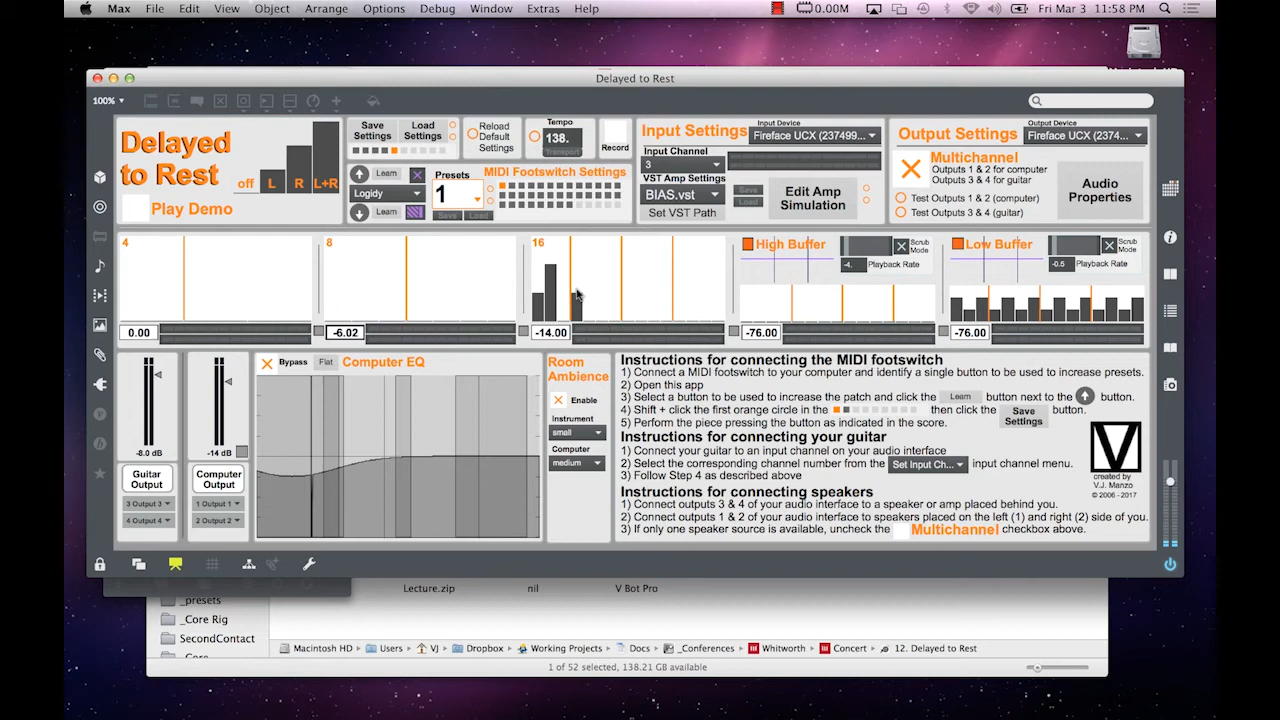 Max File Edit View Object Arrange Options Debug Window Extras Help 0.00M Fri Mar 3 11:58 PM
Delayed to Rest
100%
Delayed
to Rest
off L R L+R
Play Demo
Save
Settings
Load
Settings
Reload
Default
Settings
Tempo
138.
Transport
Record
Learn
Logidy
Learn
Presets
1
Save Load
MIDI Footswitch Settings
Input Settings
Input Device
Fireface UCX (237499...
Input Channel
3
VST Amp Settings
BIAS.vst
Save
Load
Set VST Path
Edit Amp
Simulation
Output Settings
Output Device
Fireface UCX (2374...
Multichannel
Outputs 1 & 2 for computer
Outputs 3 & 4 for guitar
Test Outputs 1 & 2 (computer)
Test Outputs 3 & 4 (guitar)
Audio
Properties
4
0.00
8
-6.02
16
-14.00
High Buffer
Scrub
Mode
-4. Playback Rate
-76.00
Low Buffer
Scrub
Mode
-0.5 Playback Rate
-76.00
-8.0 dB
-14 dB
Guitar
Output
Computer
Output
3 Output 3
1 Output 1
4 Output 4
2 Output 2
Bypass Flat Computer EQ
Room
Ambience
Enable
Instrument
small
Computer
medium
Instructions for connecting the MIDI footswitch
1) Connect a MIDI footswitch to your computer and identify a single button to be used to increase presets.
2) Open this app
3) Select a button to be used to increase the patch and click the Learn button next to the button.
4) Shift + click the first orange circle in the then click the Save Settings button.
5) Perform the piece pressing the button as indicated in the score.
Instructions for connecting your guitar
1) Connect your guitar to an input channel on your audio interface
2) Select the corresponding channel number from the Set Input Ch... input channel menu.
3) Follow Step 4 as described above
Instructions for connecting speakers
1) Connect outputs 3 & 4 of your audio interface to a speaker or amp placed behind you.
2) Connect outputs 1 & 2 of your audio interface to speakers placed on the left (1) and right (2) side of you.
3) If only one speaker source is available, uncheck the Multichannel checkbox above.
V
created by
V.J. Manzo
© 2006 - 2017
Lecture.zip nil V Bot Pro
_presets
_Core Rig
SecondContact
_Core
Macintosh HD Users VJ Dropbox Working Projects Docs _Conferences Whitworth Concert 12. Delayed to Rest
1 of 52 selected, 138.21 GB available